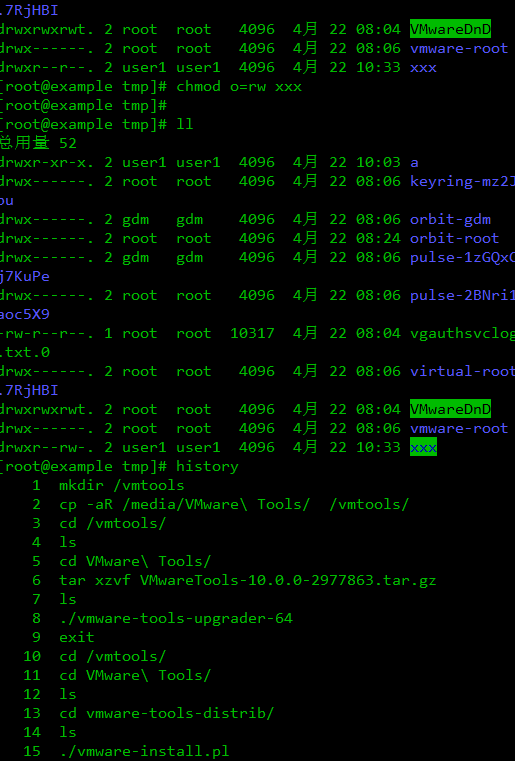 .7RjHBI
drwxrwxrwt. 2 root  root   4096  4月  22 08:04 VMwareDnD
drwx------. 2 root  root   4096  4月  22 08:06 vmware-root
drwxr--r--. 2 user1 user1  4096  4月  22 10:33 xxx
[root@example tmp]# chmod o=rw xxx
[root@example tmp]#
[root@example tmp]# ll
总用量 52
drwxr-xr-x. 2 user1 user1  4096  4月  22 10:03 a
drwx------. 2 root  root   4096  4月  22 08:06 keyring-mz2I
ou
drwx------. 2 gdm   gdm    4096  4月  22 08:06 orbit-gdm
drwx------. 2 root  root   4096  4月  22 08:24 orbit-root
drwx------. 2 gdm   gdm    4096  4月  22 08:06 pulse-1zGQxC
j7KuPe
drwx------. 2 root  root   4096  4月  22 08:06 pulse-2BNri1
aoc5X9
-rw-r--r--. 1 root  root  10317  4月  22 08:04 vgauthsvclog
.txt.0
drwx------. 2 root  root   4096  4月  22 08:06 virtual-root
.7RjHBI
drwxrwxrwt. 2 root  root   4096  4月  22 08:04 VMwareDnD
drwx------. 2 root  root   4096  4月  22 08:06 vmware-root
drwxr--rw-. 2 user1 user1  4096  4月  22 10:33 xxx
[root@example tmp]# history
1  mkdir /vmtools
2  cp -aR /media/VMware\ Tools/  /vmtools/
3  cd /vmtools/
4  ls
5  cd VMware\ Tools/
6  tar xzvf VMwareTools-10.0.0-2977863.tar.gz
7  ls
8  ./vmware-tools-upgrader-64
9  exit
10  cd /vmtools/
11  cd VMware\ Tools/
12  ls
13  cd vmware-tools-distrib/
14  ls
15  ./vmware-install.pl